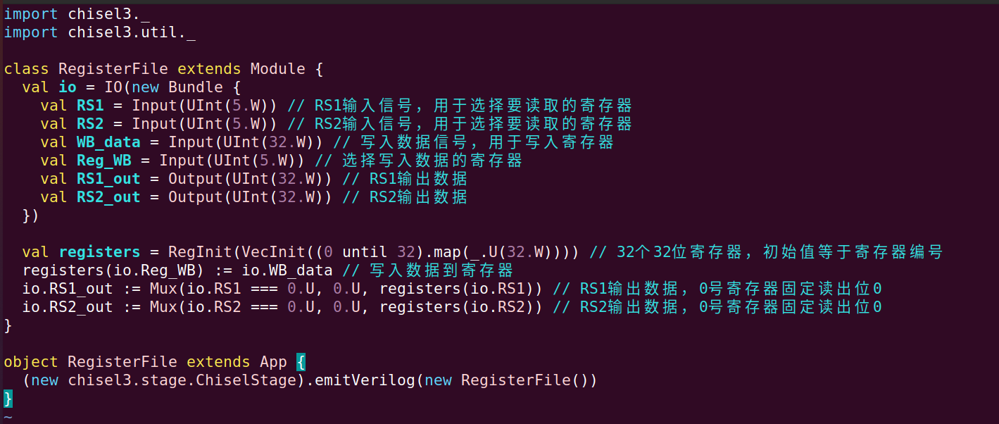 import chisel3._
import chisel3.util._
class RegisterFile extends Module {
  val io = IO(new Bundle {
    val RS1 = Input(UInt(5.W)) // RS1输入信号，用于选择要读取的寄存器
    val RS2 = Input(UInt(5.W)) // RS2输入信号，用于选择要读取的寄存器
    val WB_data = Input(UInt(32.W)) // 写入数据信号，用于写入寄存器
    val Reg_WB = Input(UInt(5.W)) // 选择写入数据的寄存器
    val RS1_out = Output(UInt(32.W)) // RS1输出数据
    val RS2_out = Output(UInt(32.W)) // RS2输出数据
  })
  val registers = RegInit(VecInit((0 until 32).map(_.U(32.W)))) // 32个32位寄存器，初始值等于寄存器编号
  registers(io.Reg_WB) := io.WB_data // 写入数据到寄存器
  io.RS1_out := Mux(io.RS1 === 0.U, 0.U, registers(io.RS1)) // RS1输出数据，0号寄存器固定读出位0
  io.RS2_out := Mux(io.RS2 === 0.U, 0.U, registers(io.RS2)) // RS2输出数据，0号寄存器固定读出位0
}
object RegisterFile extends App {
  (new chisel3.stage.ChiselStage).emitVerilog(new RegisterFile())
}
~